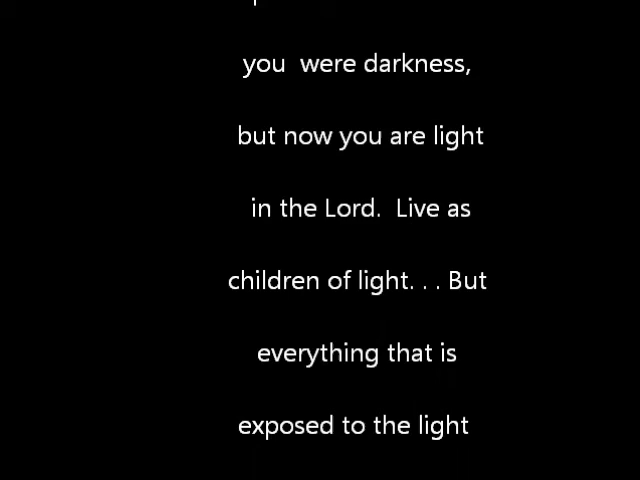 you  were darkness,
but now you are light
in the Lord.  Live as
children of light. . . But
everything that is
exposed to the light